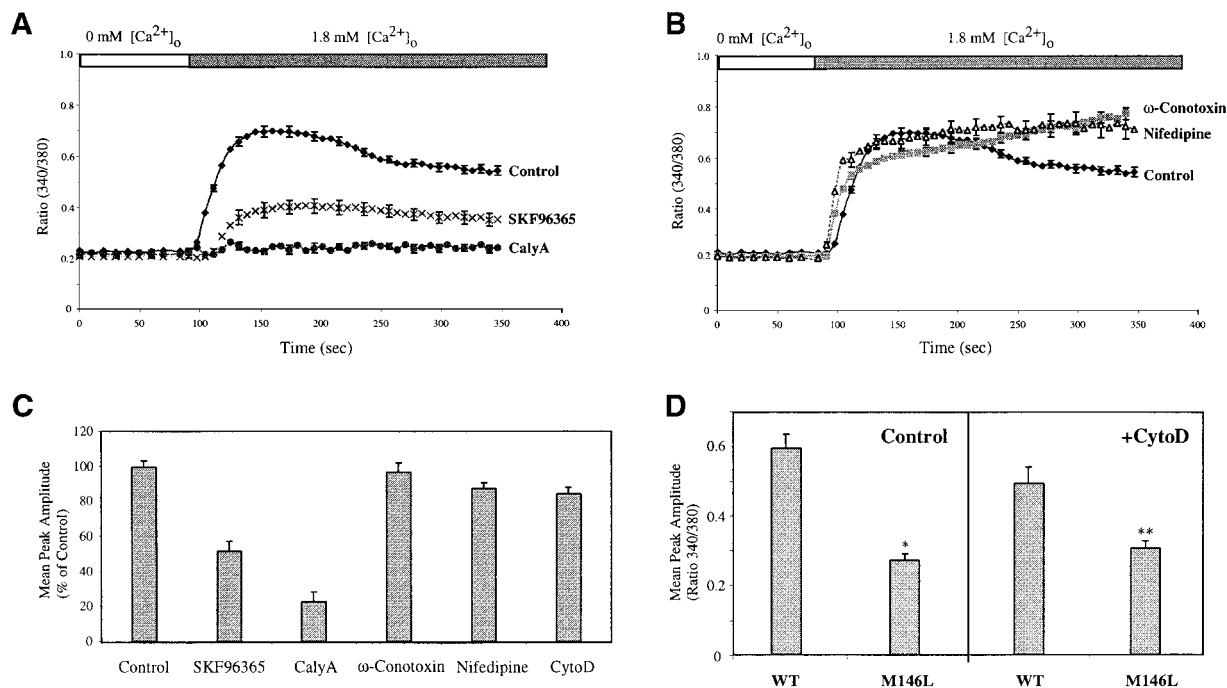 A
0 mM [Ca2+]o
1.8 mM [Ca2+]o
1.0
0.8
0.6
0.4
0.2
0
Ratio (340/380)
Control
SKF96365
CalyA
0
50
100
150
200
250
300
350
400
Time (sec)
B
0 mM [Ca2+]o
1.8 mM [Ca2+]o
1.0
0.8
0.6
0.4
0.2
0
Ratio (340/380)
ω-Conotoxin
Nifedipine
Control
0
50
100
150
200
250
300
350
400
Time (sec)
C
120
100
80
60
40
20
0
Mean Peak Amplitude
(% of Control)
Control
SKF96365
CalyA
ω-Conotoxin
Nifedipine
CytoD
D
0.6
0.4
0.2
0
Mean Peak Amplitude
(Ratio 340/380)
Control
+CytoD
*
**
WT
M146L
WT
M146L